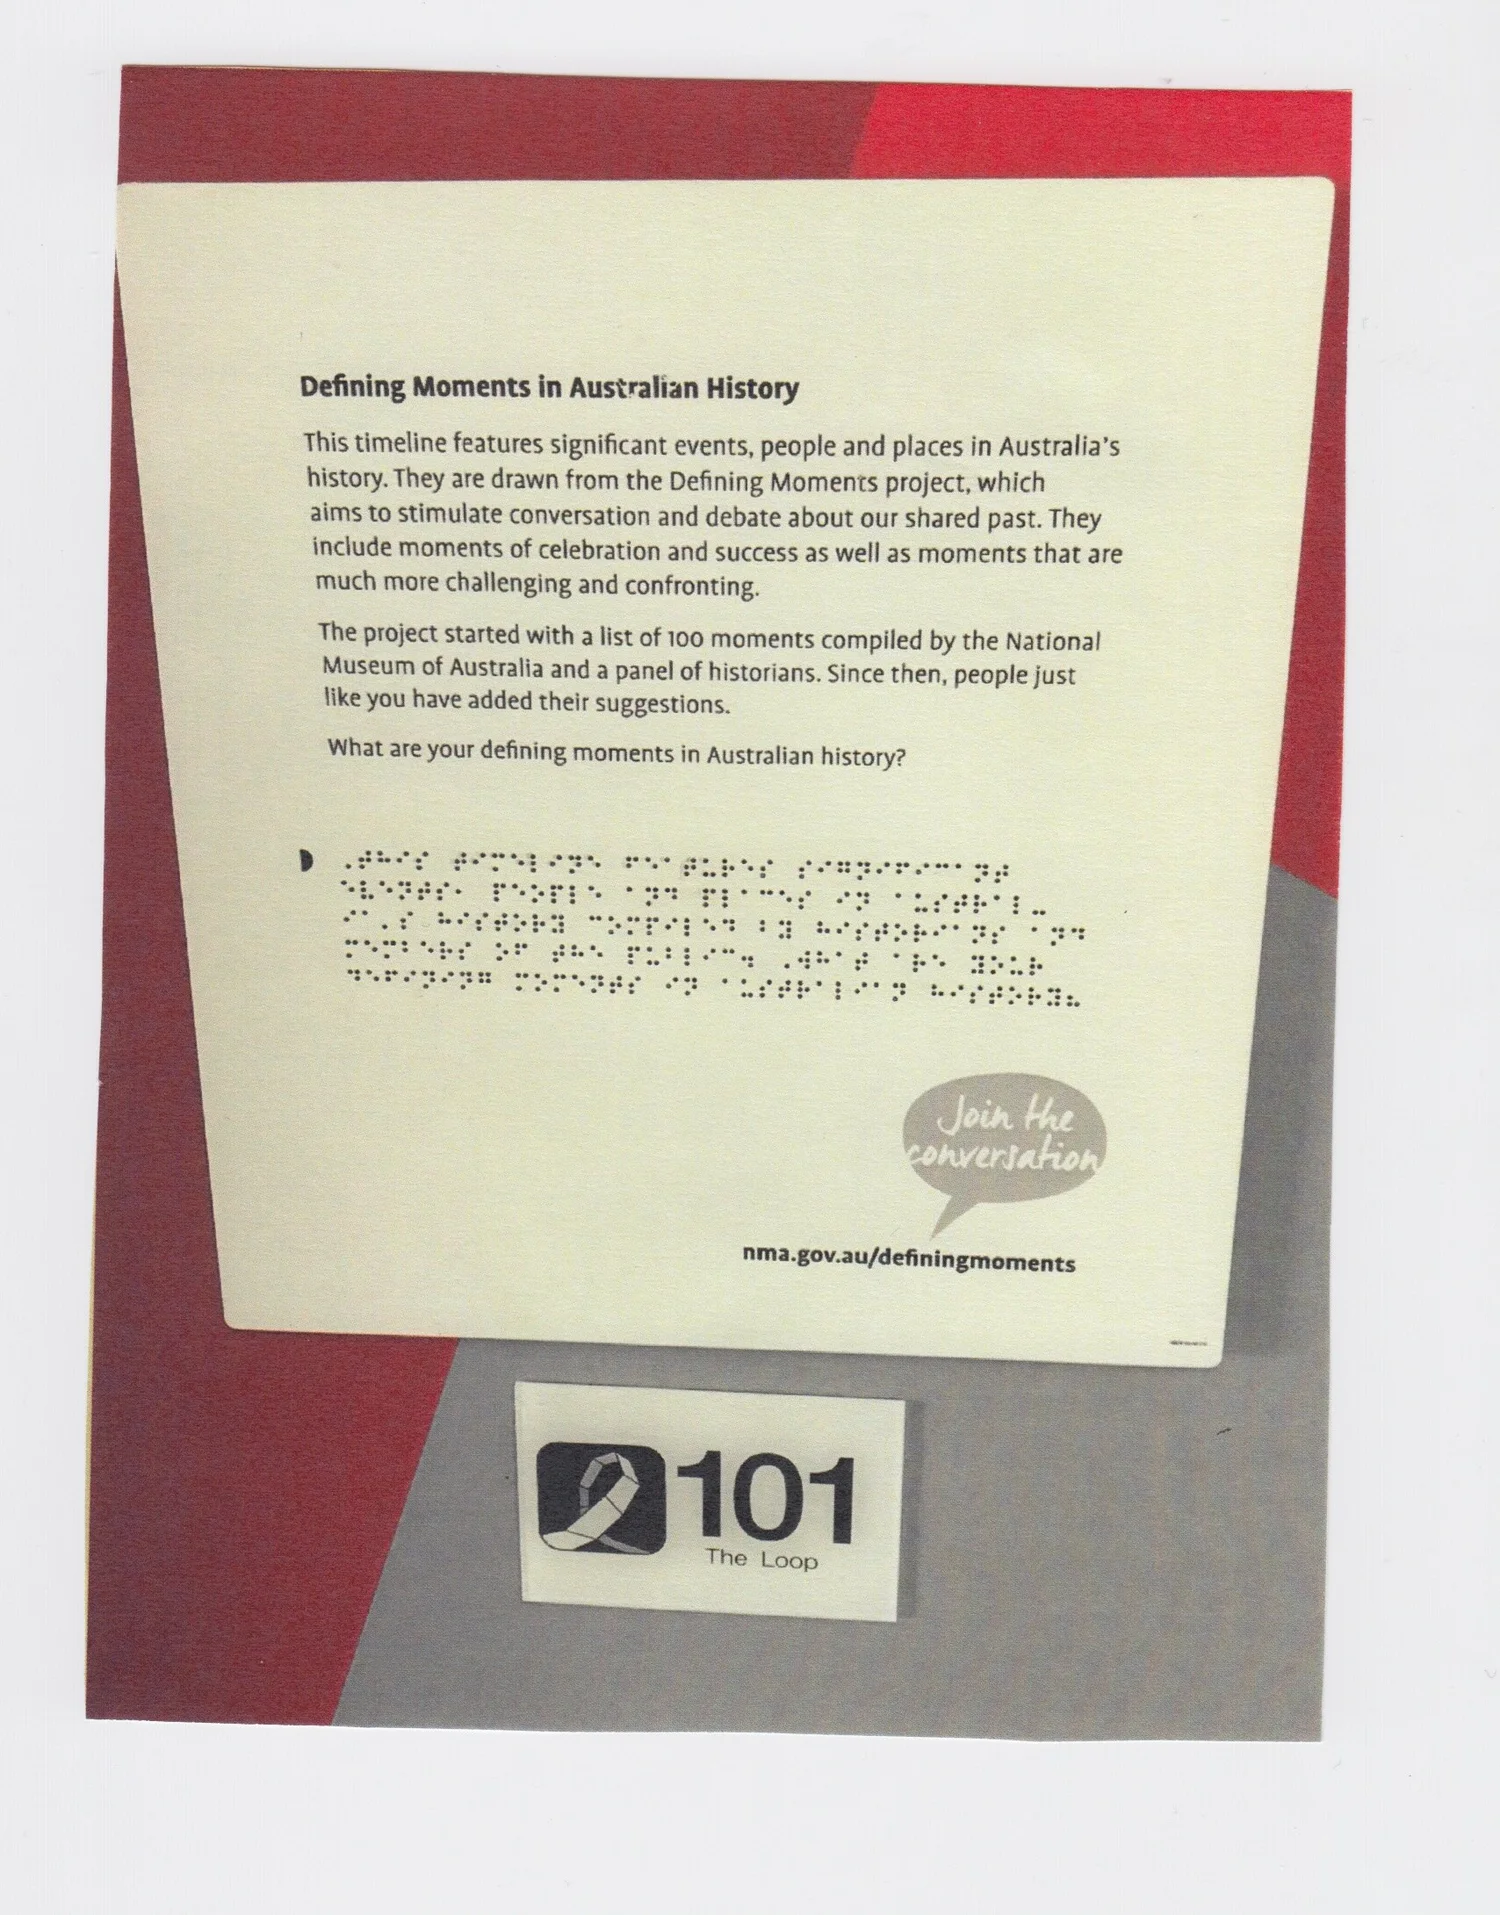 Defining Moments in Australian History
This timeline features significant events, people and places in Australia's
history. They are drawn from the Defining Moments project, which
aims to stimulate conversation and debate about our shared past. They
include moments of celebration and success as well as moments that are
much more challenging and confronting.
The project started with a list of 100 moments compiled by the National
Museum of Australia and a panel of historians. Since then, people just
like you have added their suggestions.
What are your defining moments in Australian history?
⠠⠞⠓⠊⠎ ⠞⠊⠍⠑⠇⠊⠝⠑ ⠋⠑⠁⠞⠥⠗⠑⠎ ⠎⠊⠛⠝⠊⠋⠊⠉⠁⠝⠞
⠑⠧⠑⠝⠞⠎⠂ ⠏⠑⠕⠏⠇⠑ ⠁⠝⠙ ⠏⠇⠁⠉⠑⠎ ⠊⠝ ⠁⠥⠎⠞⠗⠁⠇⠤
⠊⠁⠄⠎ ⠓⠊⠎⠞⠕⠗⠽ ⠉⠕⠍⠏⠊⠇⠑⠙ ⠃⠽ ⠓⠊⠎⠞⠕⠗⠊⠁⠝⠎ ⠁⠝⠙
⠍⠑⠍⠃⠑⠗⠎ ⠕⠋ ⠞⠓⠑ ⠏⠥⠃⠇⠊⠉⠲ ⠠⠺⠓⠁⠞ ⠁⠗⠑ ⠽⠕⠥⠗
⠙⠑⠋⠊⠝⠊⠝⠛ ⠍⠕⠍⠑⠝⠞⠎ ⠊⠝ ⠁⠥⠎⠞⠗⠁⠇⠊⠁⠝ ⠓⠊⠎⠞⠕⠗⠽⠦
Join the
conversation
nma.gov.au/definingmoments
101
The Loop